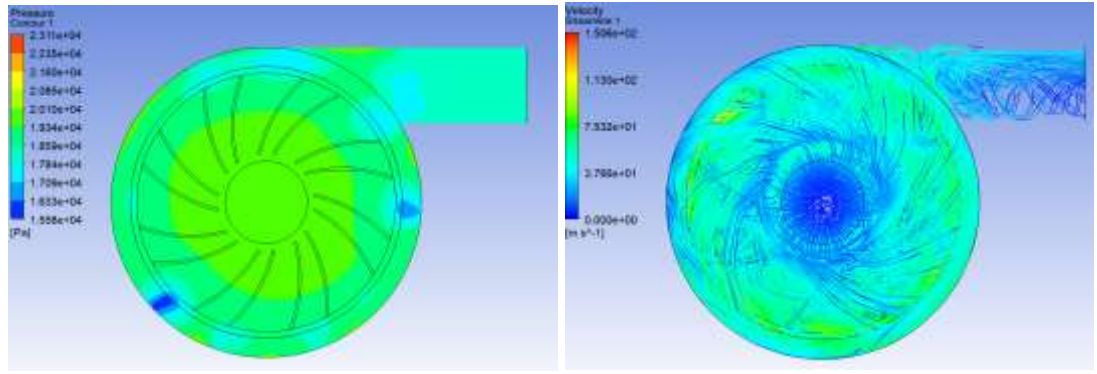 Pressure
Contour 1
2.311e+04
2.235e+04
2.160e+04
2.085e+04
2.010e+04
1.934e+04
1.859e+04
1.784e+04
1.709e+04
1.633e+04
1.558e+04
[Pa]
Velocity
Streamline 1
1.506e+02
1.130e+02
7.532e+01
3.766e+01
0.000e+00
[m s^-1]